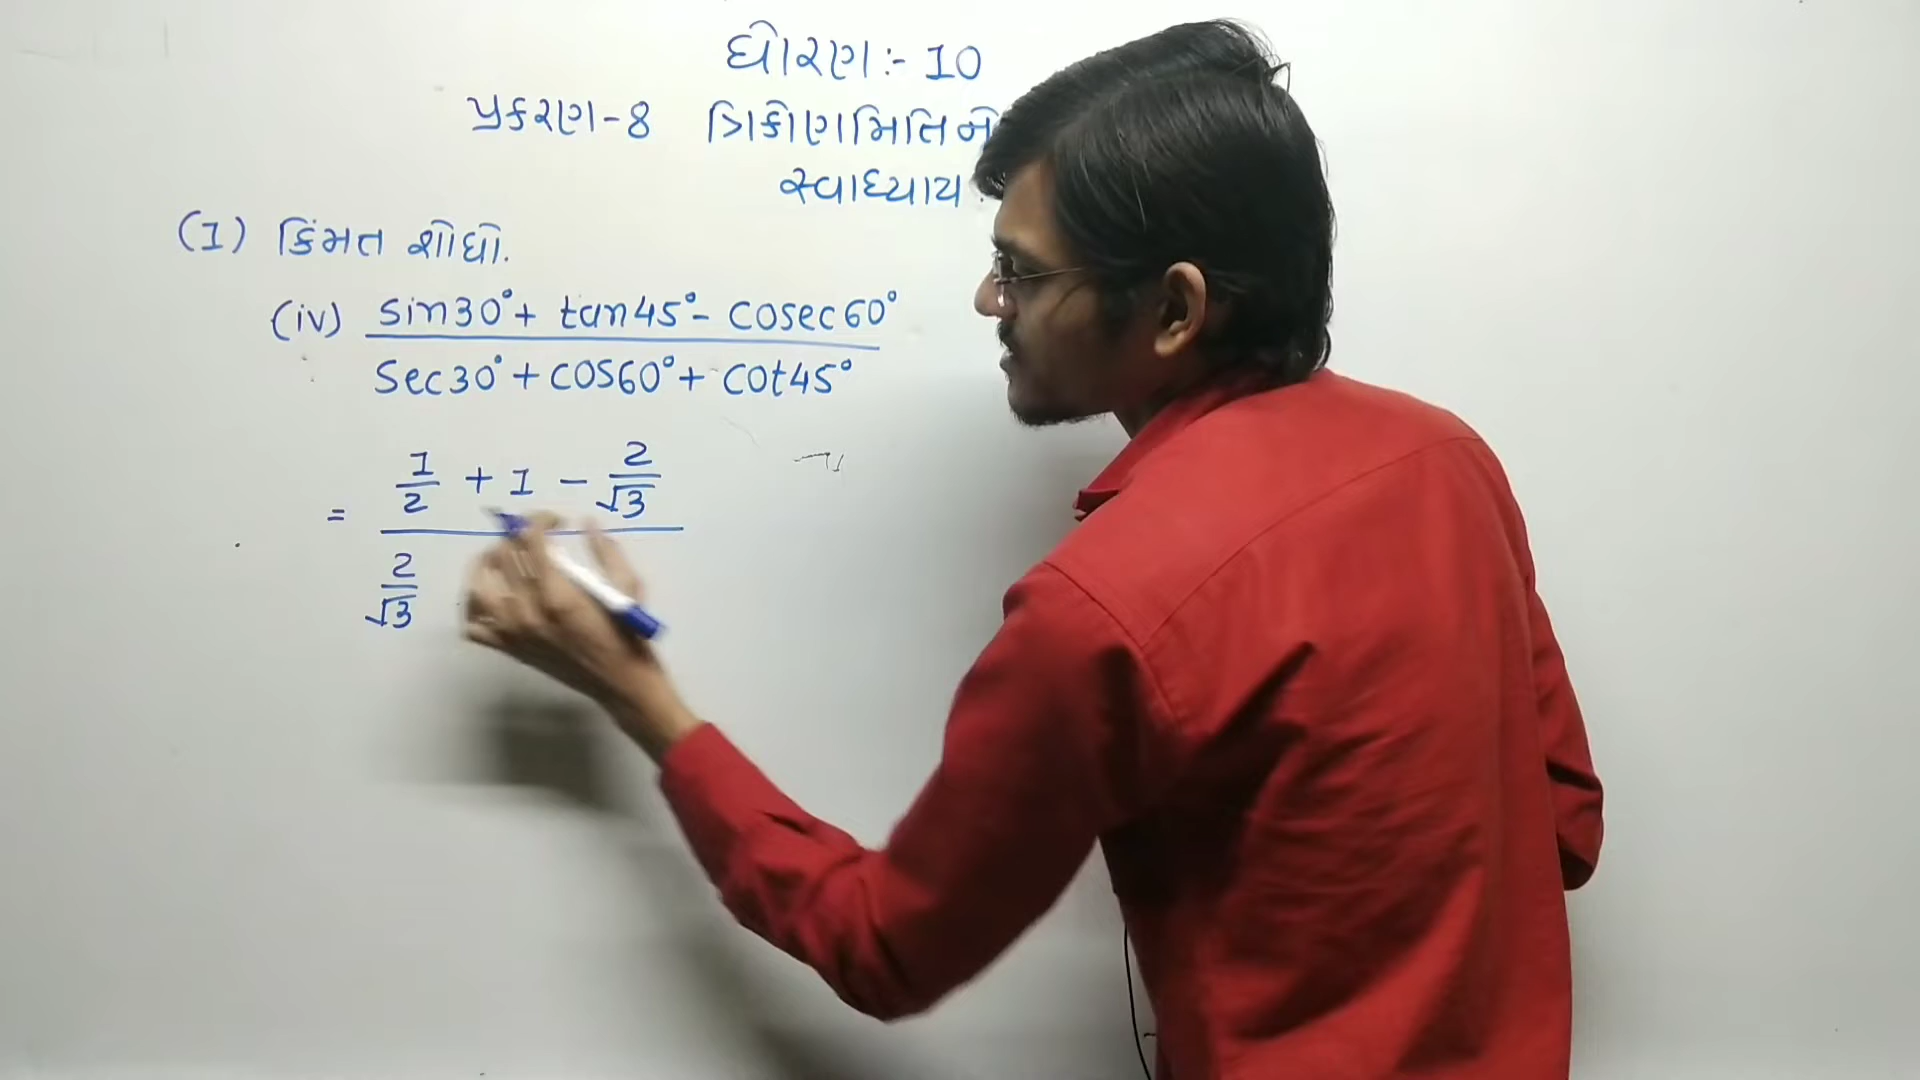 ધોરણ:- 10
પ્રકરણ-8 ત્રિકોણમિતિનો
સ્વાધ્યાય
(1) કિંમત શોધો.
(iv) sin30° + tan45° - cosec60°
sec30° + cos60° + cot45°
1/2 + 1 - 2/√3
=
2/√3